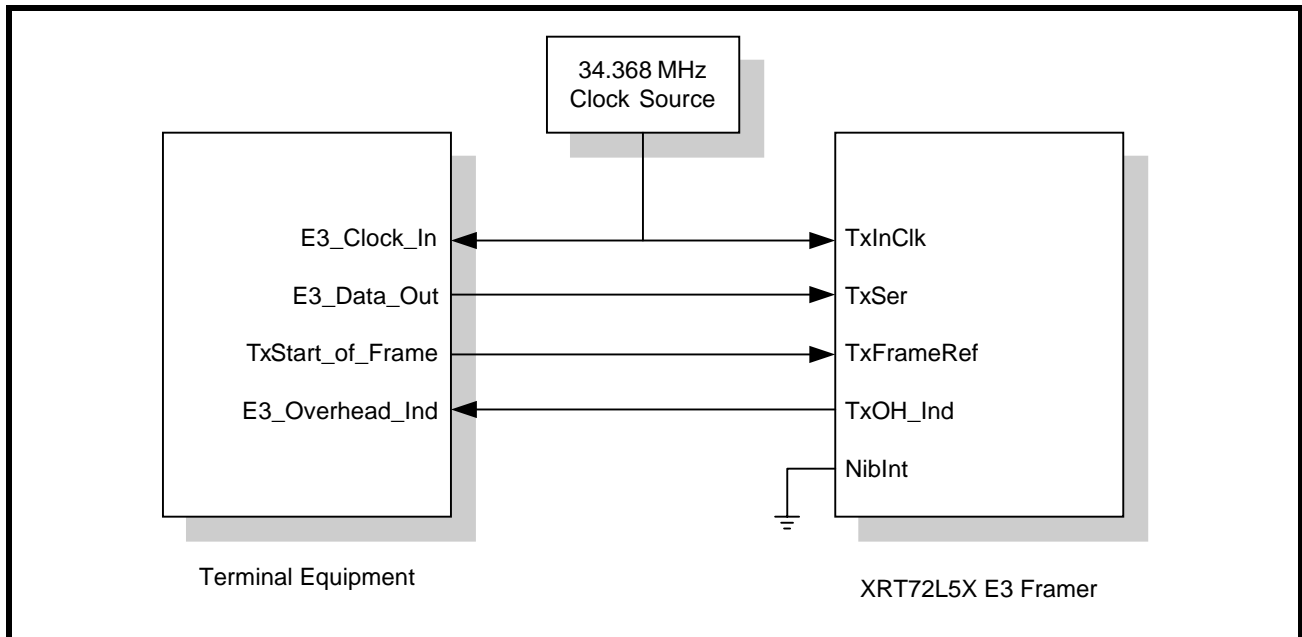 34.368 MHz
Clock Source
E3_Clock_In
TxInClk
E3_Data_Out
TxSer
TxStart_of_Frame
TxFrameRef
E3_Overhead_Ind
TxOH_Ind
NibInt
Terminal Equipment
XRT72L5X E3 Framer